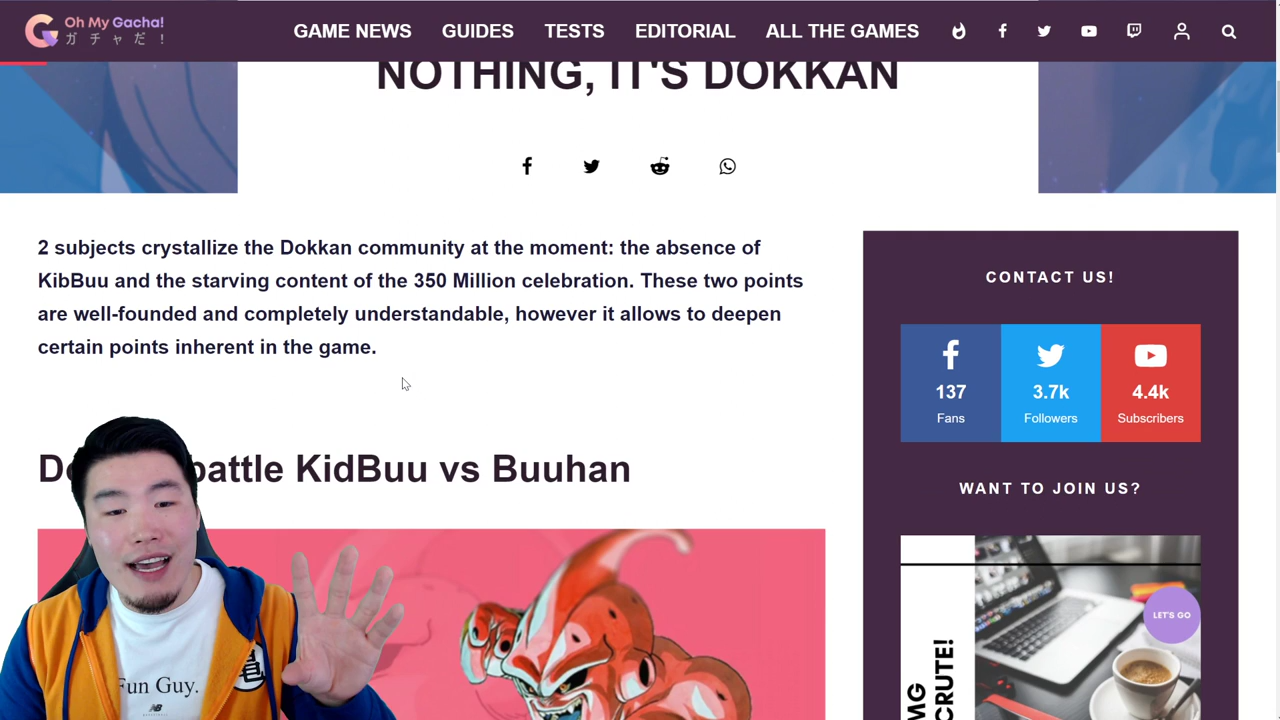 Oh My Gacha!
ガチャだ！
GAME NEWS
GUIDES
TESTS
EDITORIAL
ALL THE GAMES
NOTHING, IT'S DOKKAN
2 subjects crystallize the Dokkan community at the moment: the absence of
KibBuu and the starving content of the 350 Million celebration. These two points
are well-founded and completely understandable, however it allows to deepen
certain points inherent in the game.
battle KidBuu vs Buuhan
CONTACT US!
137
Fans
3.7k
Followers
4.4k
Subscribers
WANT TO JOIN US?
LET'S GO
Fun Guy.
NB